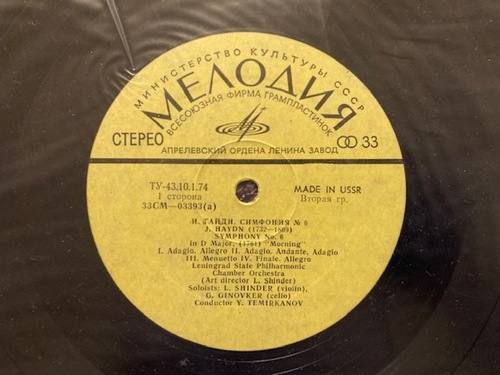 МИНИСТЕРСТВО КУЛЬТУРЫ СССР
МЕЛОДИЯ
ВСЕСОЮЗНАЯ ФИРМА ГРАМПЛАСТИНОК
СТЕРЕО 33
АПРЕЛЕВСКИЙ ОРДЕНА ЛЕНИНА ЗАВОД
ТУ-43.10.1.74
I сторона
33СМ—03393(а)
MADE IN USSR
Вторая гр.
И. ГАЙДН. СИМФОНИЯ № 6
J. HAYDN (1732—1809)
SYMPHONY No. 6
in D Major, (1761) "Morning"
I. Adagio. Allegro II. Adagio, Andante, Adagio
III. Menuetto IV. Finale. Allegro
Leningrad State Philharmonic
Chamber Orchestra
(Art director L. Shinder)
Soloists: L. SHINDER (violin),
G. GINOVKER (cello)
Conductor Y. TEMIRKANOV